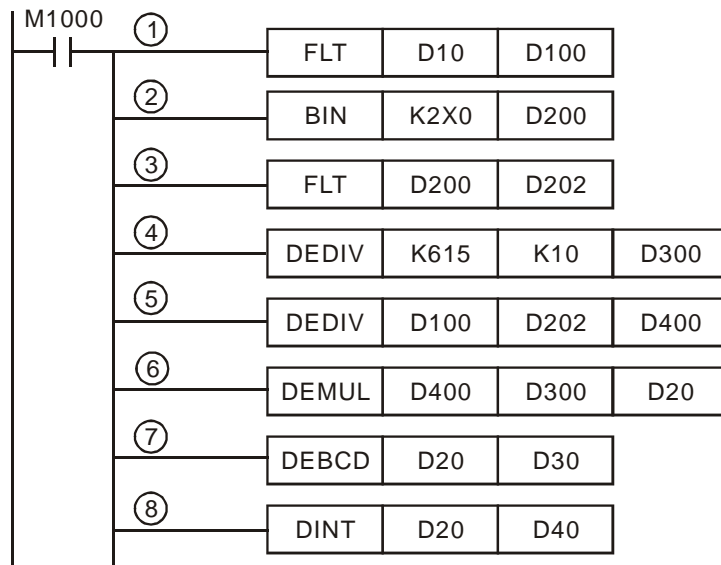 M1000
1 FLT D10 D100
2 BIN K2X0 D200
3 FLT D200 D202
4 DEDIV K615 K10 D300
5 DEDIV D100 D202 D400
6 DEMUL D400 D300 D20
7 DEBCD D20 D30
8 DINT D20 D40